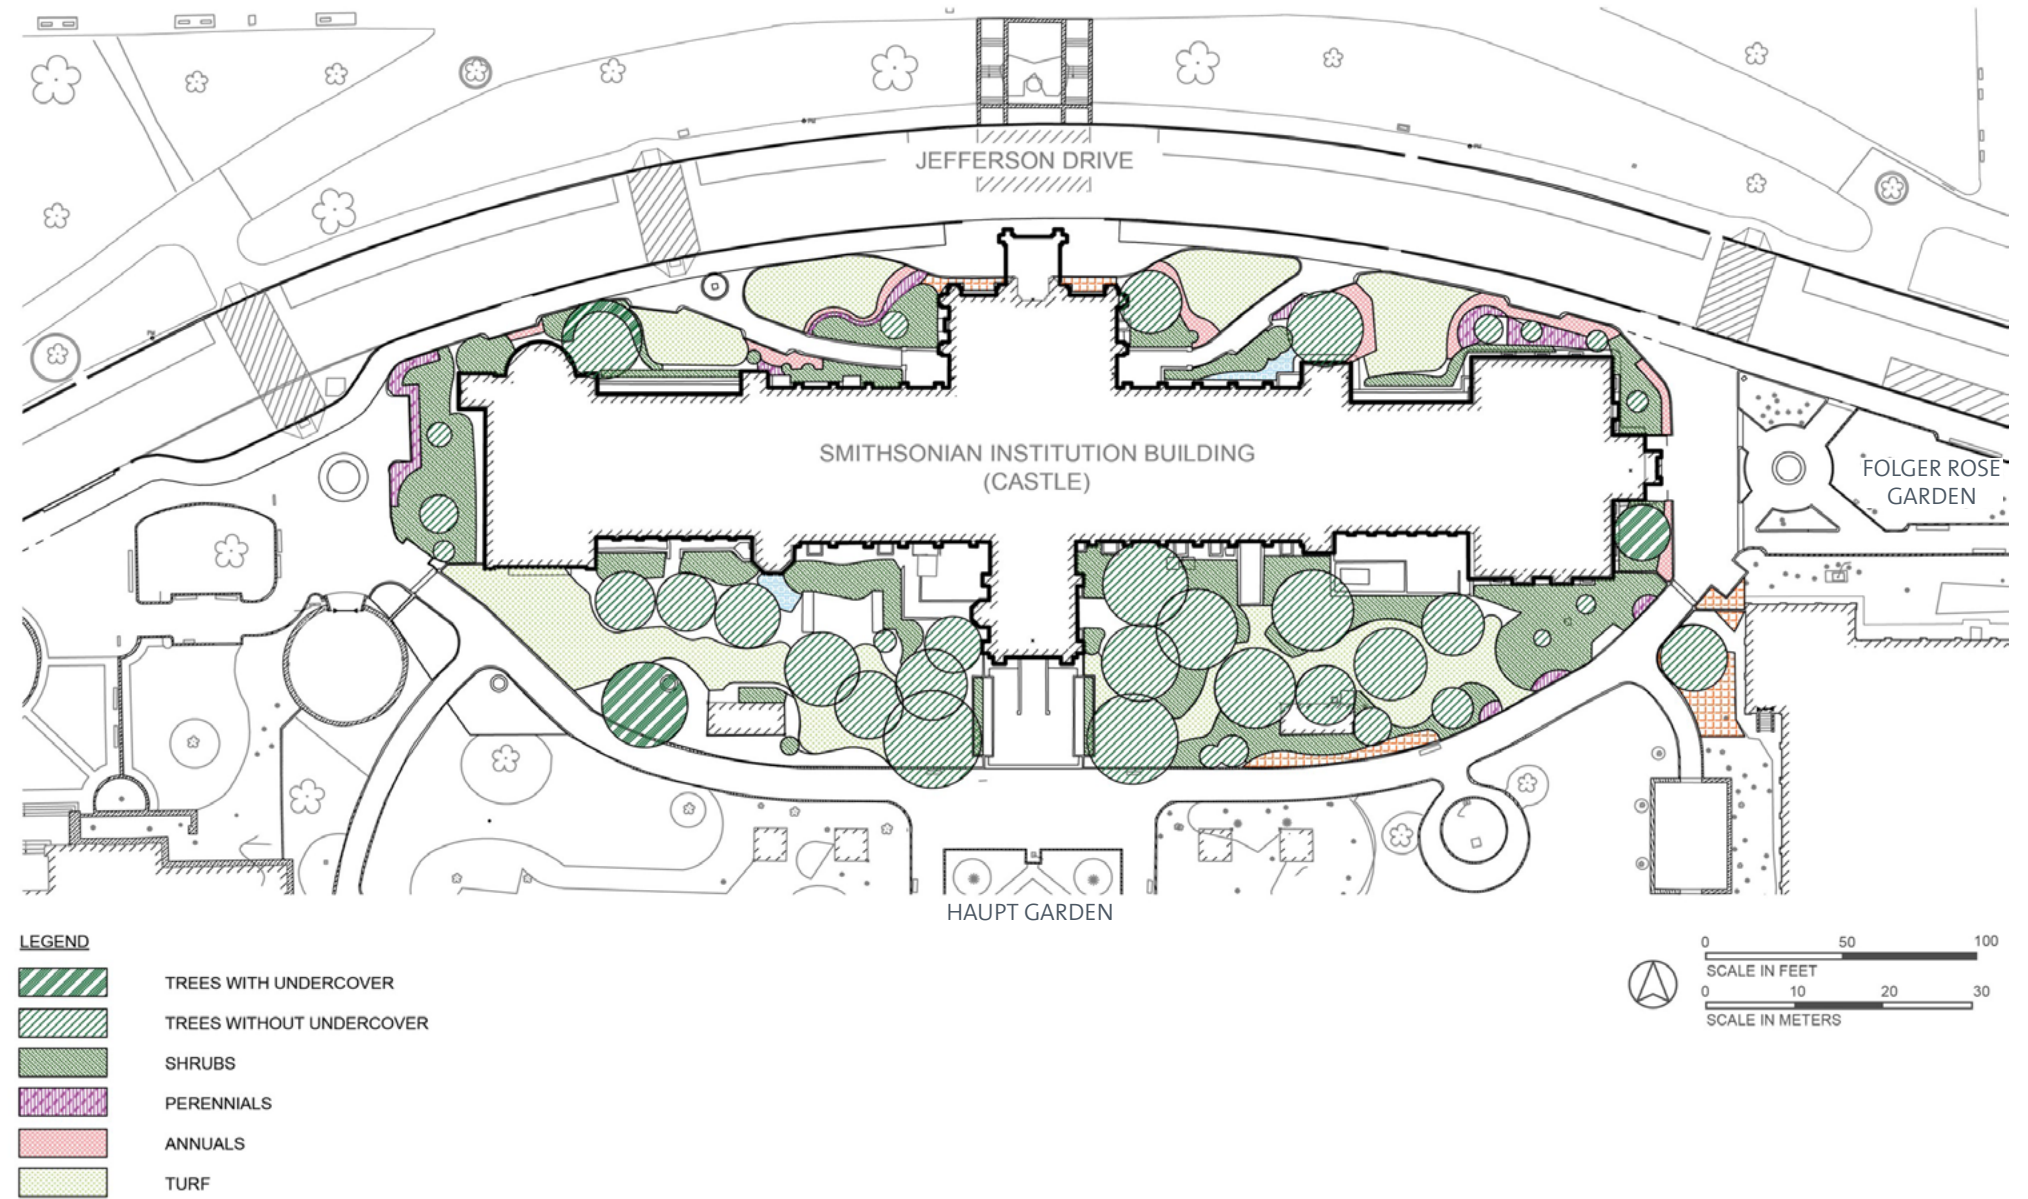 JEFFERSON DRIVE
SMITHSONIAN INSTITUTION BUILDING
(CASTLE)
FOLGER ROSE
GARDEN
HAUPT GARDEN
LEGEND
TREES WITH UNDERCOVER
TREES WITHOUT UNDERCOVER
SHRUBS
PERENNIALS
ANNUALS
TURF
0 50 100
SCALE IN FEET
0 10 20 30
SCALE IN METERS